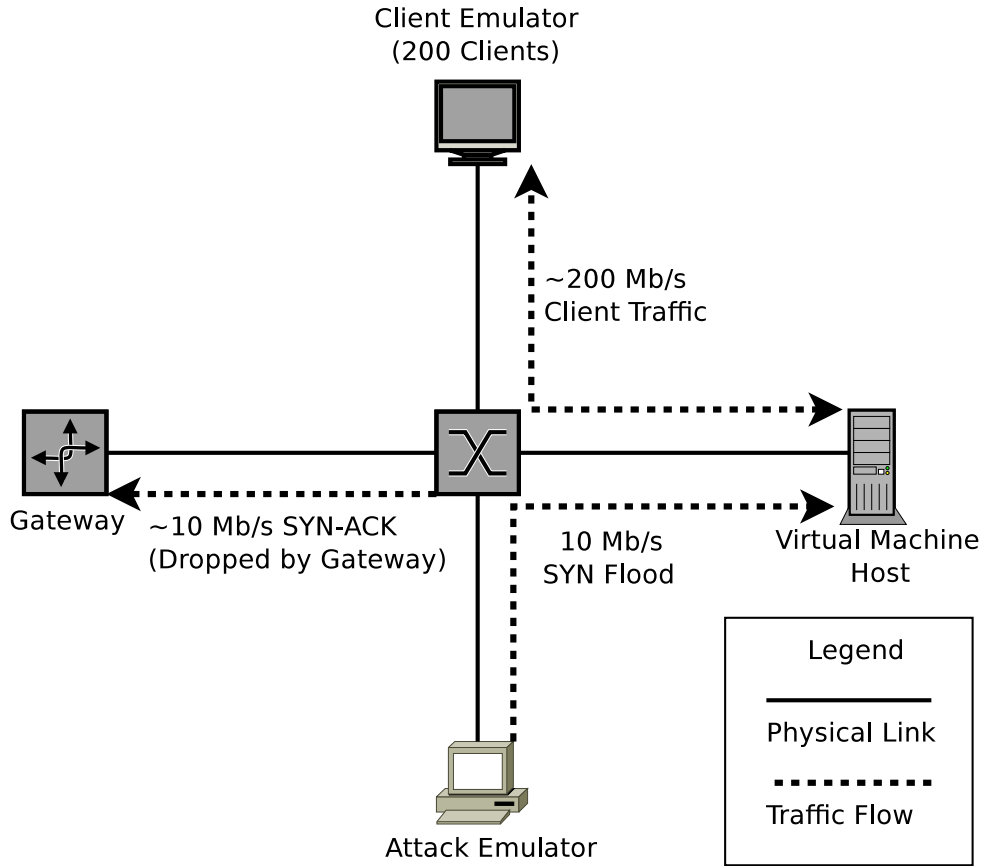 Client Emulator
(200 Clients)
~200 Mb/s
Client Traffic
Gateway
~10 Mb/s SYN-ACK
(Dropped by Gateway)
10 Mb/s
SYN Flood
Virtual Machine
Host
Attack Emulator
Legend
Physical Link
Traffic Flow